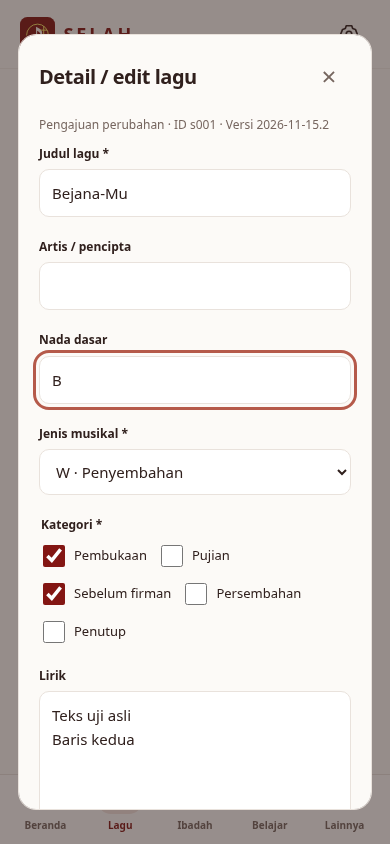 SELAH
Detail / edit lagu
Pengajuan perubahan · ID s001 · Versi 2026-11-15.2
Judul lagu *
Bejana-Mu
Artis / pencipta
Nada dasar
B
Jenis musikal *
W · Penyembahan
Kategori *
Pembukaan Pujian
Sebelum firman Persembahan
Penutup
Lirik
Teks uji asli
Baris kedua
Beranda Lagu Ibadah Belajar Lainnya